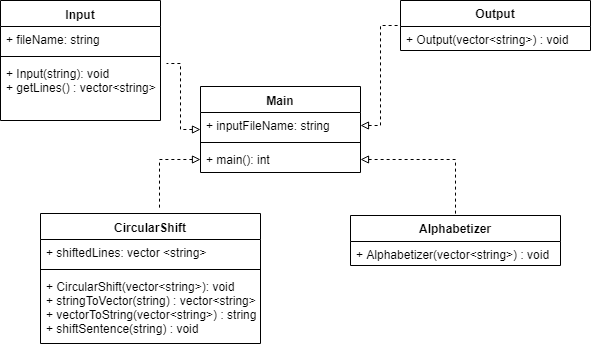 Input
+ fileName: string
+ Input(string): void
+ getLines() : vector<string>
Output
+ Output(vector<string>) : void
Main
+ inputFileName: string
+ main(): int
CircularShift
+ shiftedLines: vector <string>
+ CircularShift(vector<string>): void
+ stringToVector(string) : vector<string>
+ vectorToString(vector<string>) : string
+ shiftSentence(string) : void
Alphabetizer
+ Alphabetizer(vector<string>) : void